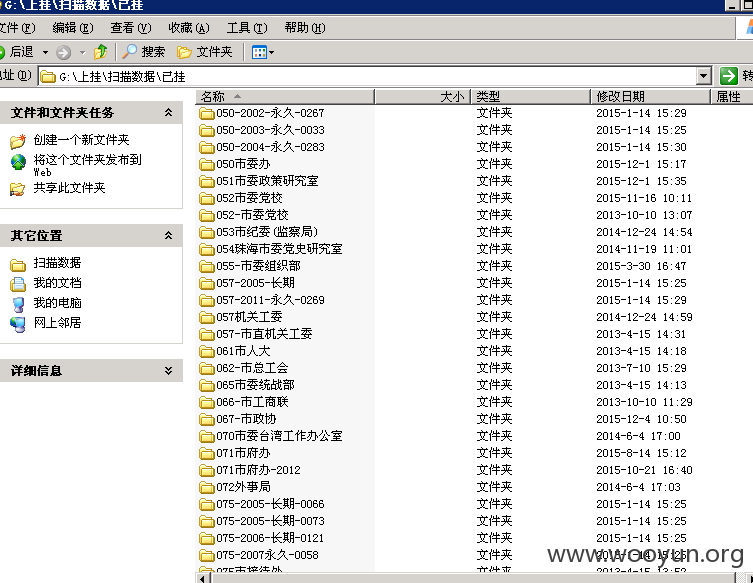 G:\上挂\扫描数据\已挂
文件(F) 编辑(E) 查看(V) 收藏(A) 工具(T) 帮助(H)
后退 搜索 文件夹
地址(D) G:\上挂\扫描数据\已挂 转
文件和文件夹任务
创建一个新文件夹
将这个文件夹发布到
Web
共享此文件夹
其它位置
扫描数据
我的文档
我的电脑
网上邻居
详细信息
名称 大小 类型 修改日期 属性
050-2002-永久-0267 文件夹 2015-1-14 15:29
050-2003-永久-0033 文件夹 2015-1-14 15:25
050-2004-永久-0283 文件夹 2015-1-14 15:30
050市委办 文件夹 2015-12-1 15:17
051市委政策研究室 文件夹 2015-12-1 15:35
052市委党校 文件夹 2015-11-16 10:11
052-市委党校 文件夹 2013-10-10 13:07
053市纪委(监察局) 文件夹 2014-12-24 14:54
054珠海市委党史研究室 文件夹 2014-11-19 11:01
055-市委组织部 文件夹 2015-3-30 16:47
057-2005-长期 文件夹 2015-1-14 15:25
057-2011-永久-0269 文件夹 2015-1-14 15:29
057机关工委 文件夹 2014-12-24 14:59
057-市直机关工委 文件夹 2013-4-15 14:31
061市人大 文件夹 2013-4-15 14:18
062-市总工会 文件夹 2013-7-10 15:29
065市委统战部 文件夹 2013-4-15 14:13
066-市工商联 文件夹 2013-10-10 11:29
067-市政协 文件夹 2015-12-4 10:50
070市委台湾工作办公室 文件夹 2014-6-4 17:00
071市府办 文件夹 2015-8-14 15:12
071市府办-2012 文件夹 2015-10-21 16:40
072外事局 文件夹 2014-6-4 17:03
075-2005-长期-0066 文件夹 2015-1-14 15:25
075-2005-长期-0073 文件夹 2015-1-14 15:25
075-2006-长期-0121 文件夹 2015-1-14 15:25
075-2007永久-0058 文件夹 2015-1-14 15:25
075市接待处 文件夹 2013-4-15 13:52
www.wooyun.org